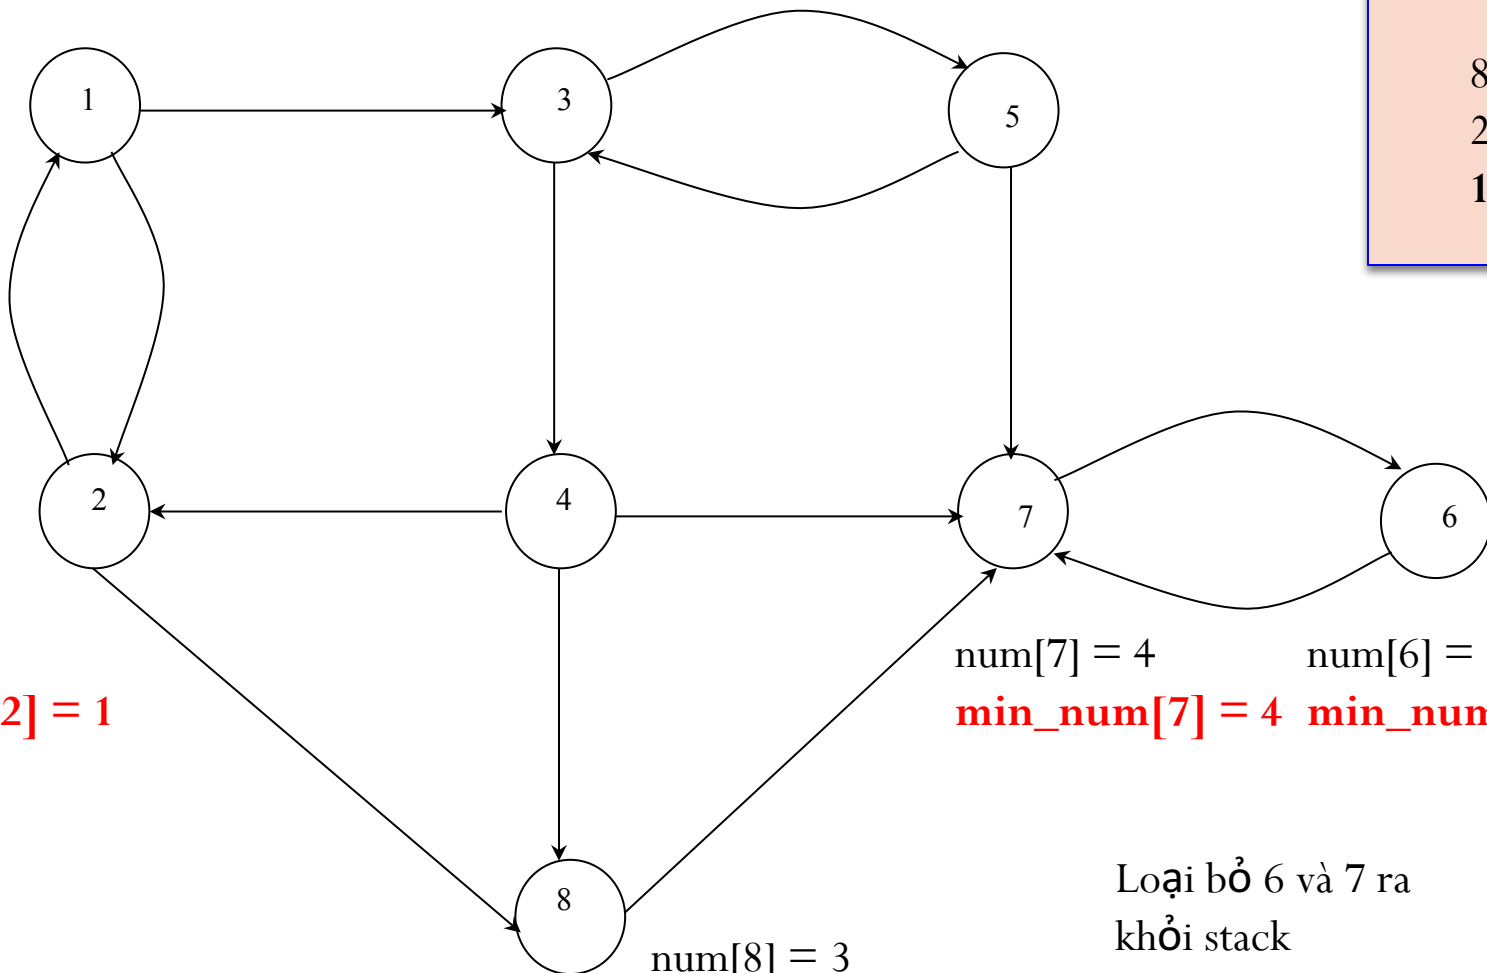 1
3
5
8
2
1
2
4
7
6
num[7] = 4
num[6] =
2] = 1
min_num[7] = 4
min_num
8
num[8] = 3
Loại bỏ 6 và 7 ra
khỏi stack